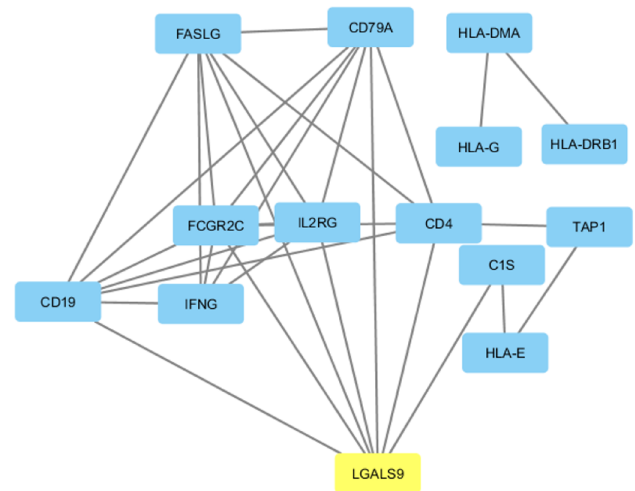 FASLG
CD79A
HLA-DMA
HLA-G
HLA-DRB1
FCGR2C
IL2RG
CD4
TAP1
C1S
CD19
IFNG
HLA-E
LGALS9